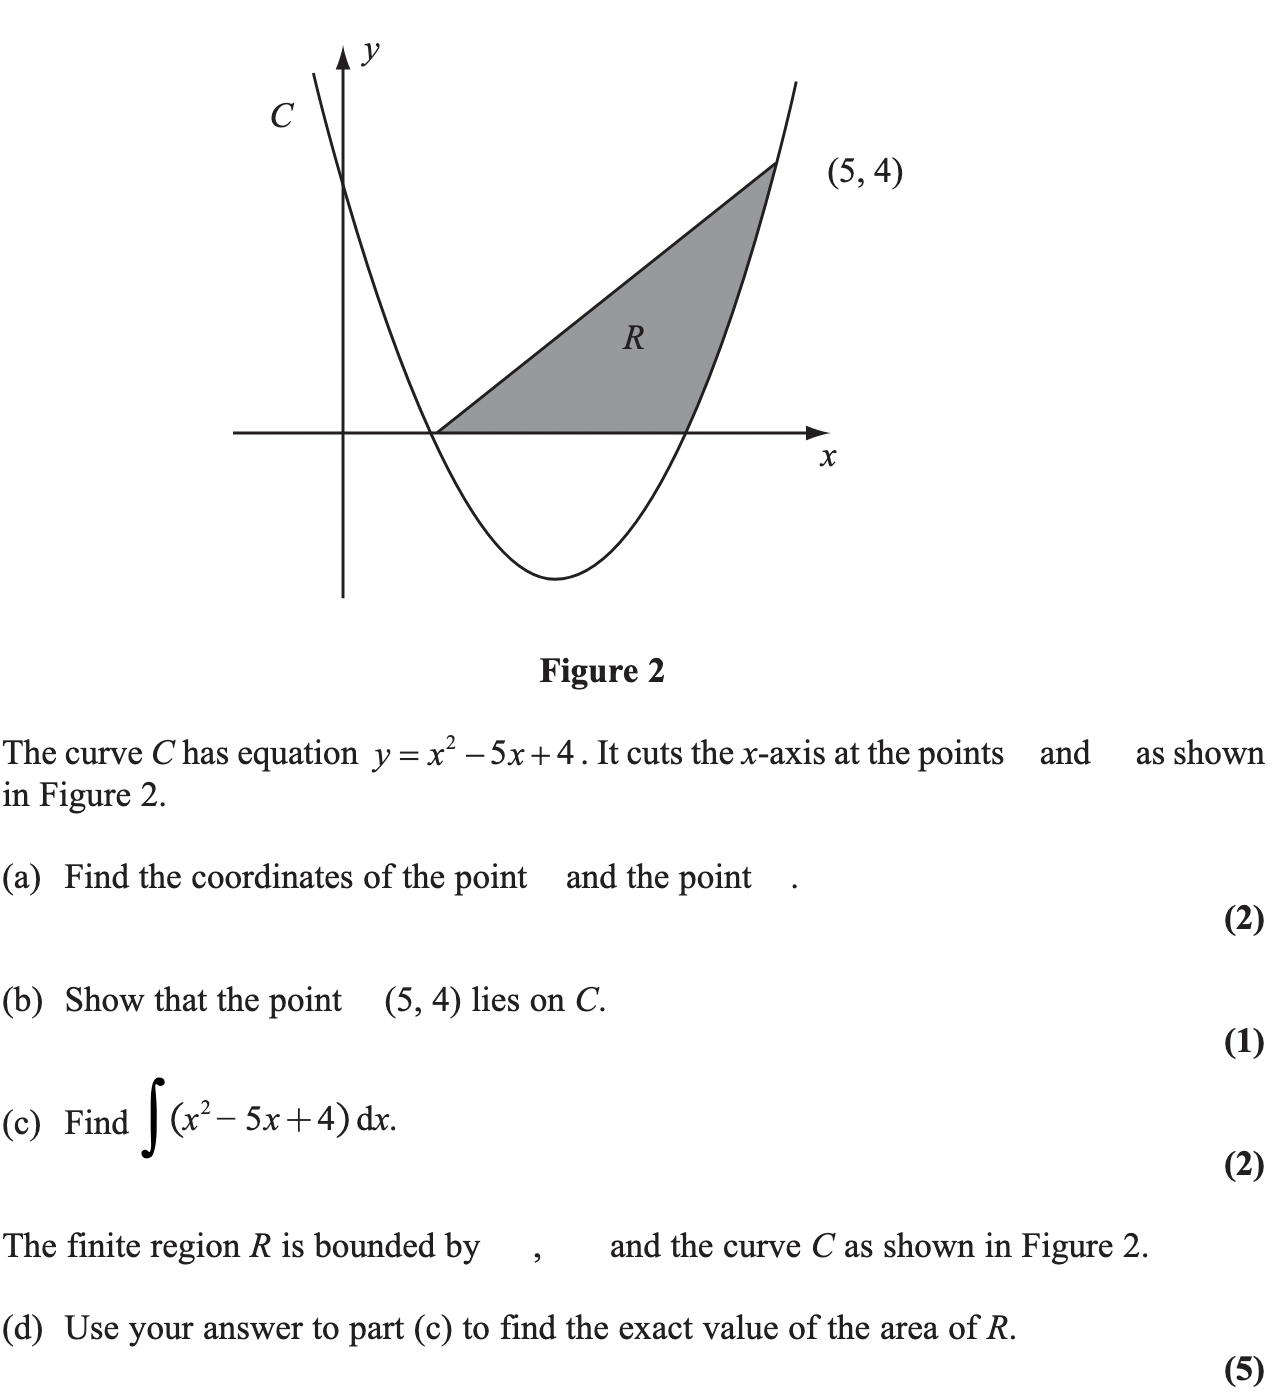 y
C
(5, 4)
R
x
Figure 2
The curve C has equation y = x² – 5x + 4. It cuts the x-axis at the points and as shown
in Figure 2.
(a) Find the coordinates of the point and the point .
(2)
(b) Show that the point (5, 4) lies on C.
(1)
(c) Find ∫(x² – 5x + 4) dx.
(2)
The finite region R is bounded by , and the curve C as shown in Figure 2.
(d) Use your answer to part (c) to find the exact value of the area of R.
(5)